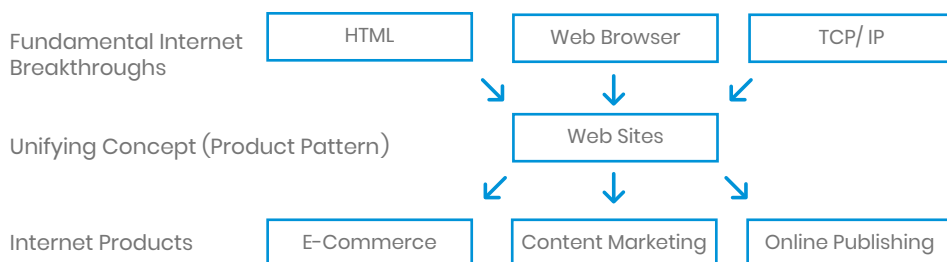 Fundamental Internet
Breakthroughs
HTML
Web Browser
TCP/ IP
Unifying Concept (Product Pattern)
Web Sites
Internet Products
E-Commerce
Content Marketing
Online Publishing